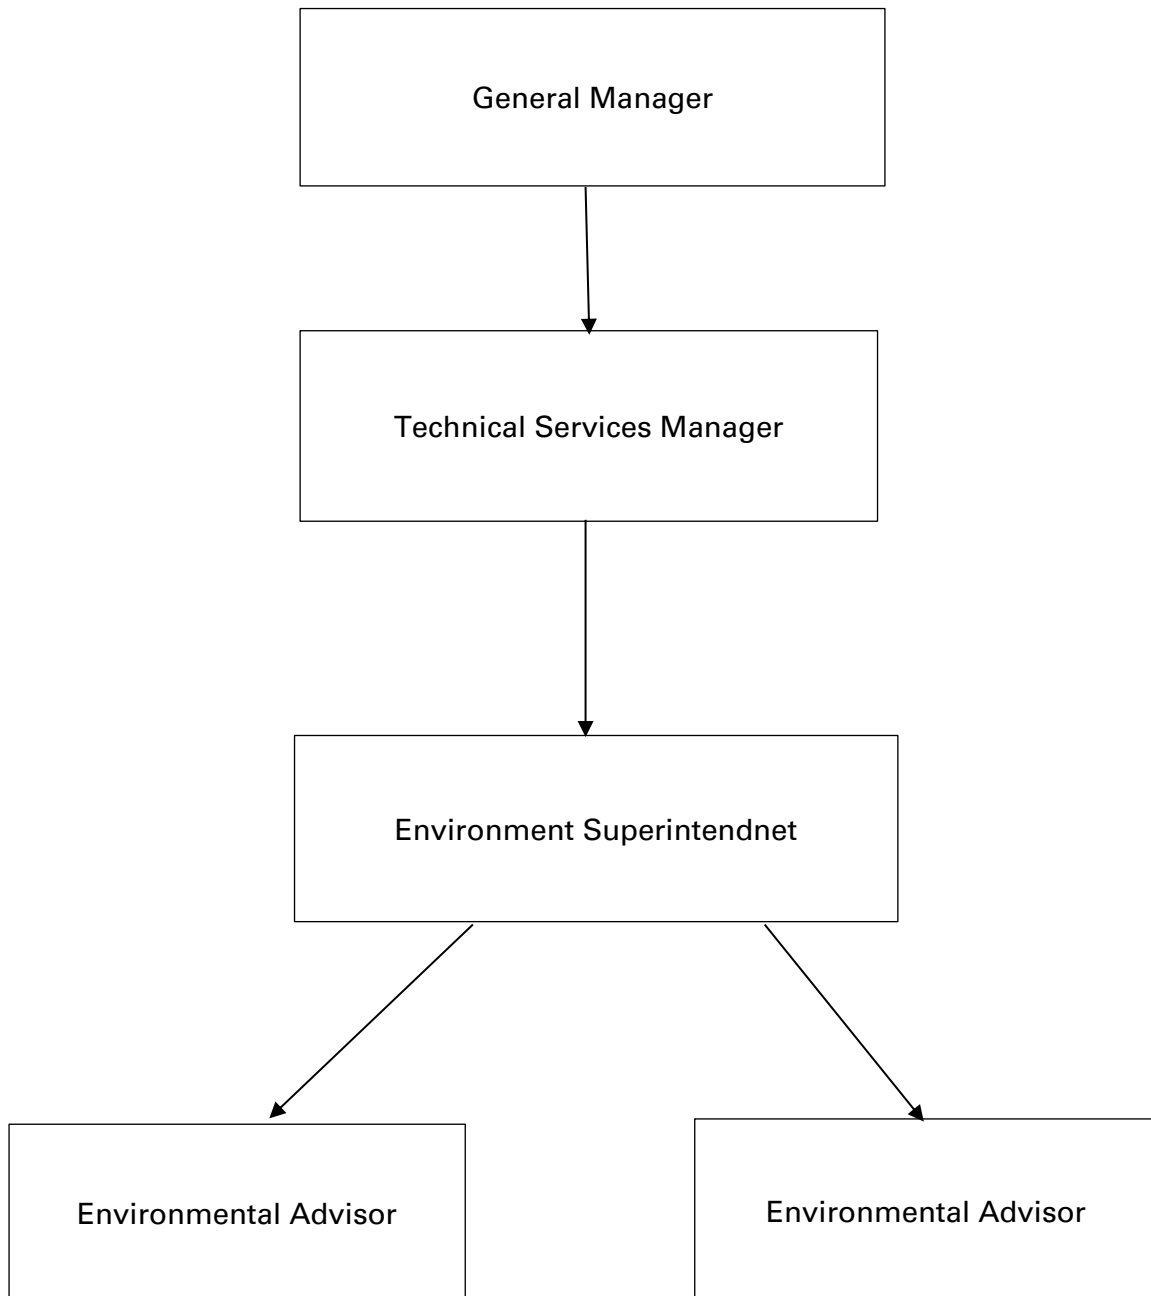 General Manager
Technical Services Manager
Environment Superintendnet
Environmental Advisor
Environmental Advisor